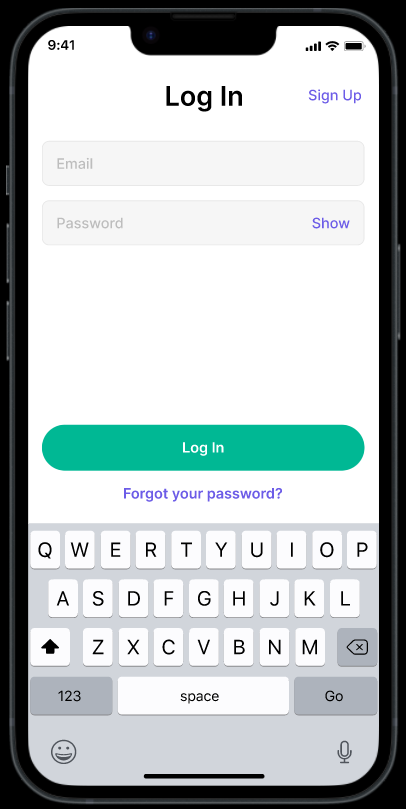 9:41
Log In
Sign Up
Email
Password
Show
Log In
Forgot your password?
Q W E R T Y U I O P
A S D F G H J K L
Z X C V B N M
123 space Go